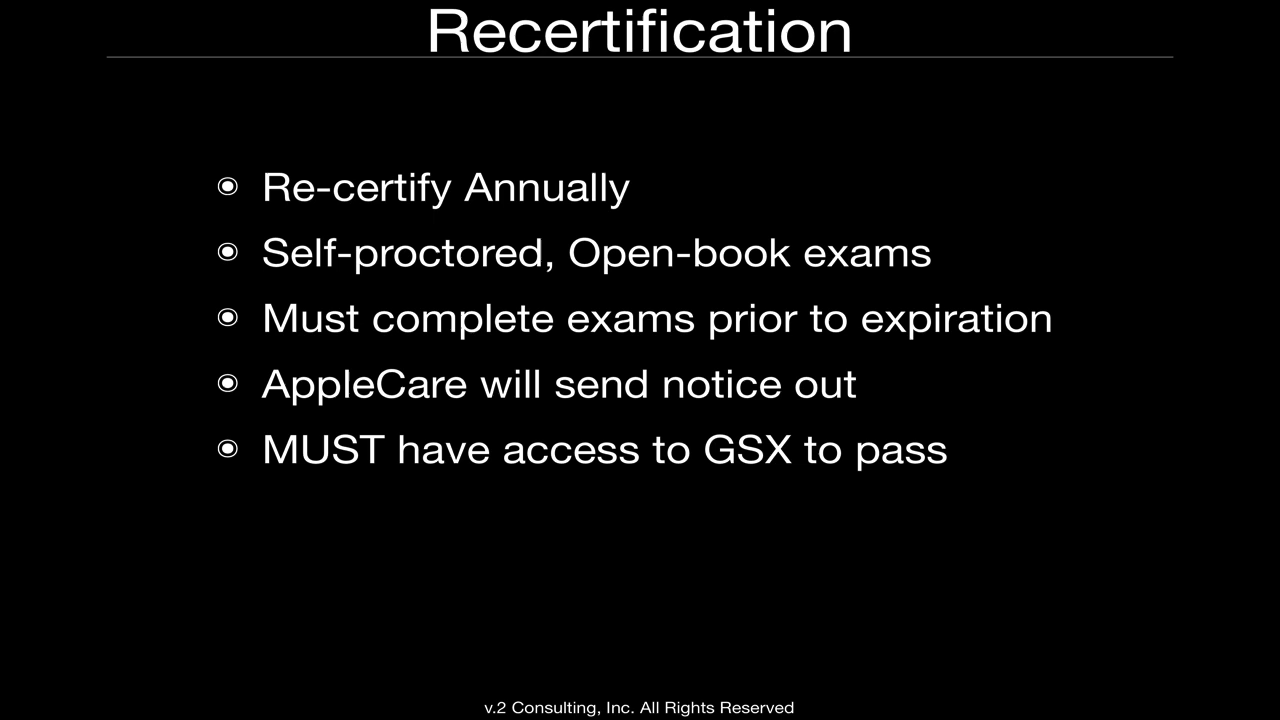 Recertification
Re-certify Annually
Self-proctored, Open-book exams
Must complete exams prior to expiration
AppleCare will send notice out
MUST have access to GSX to pass
v.2 Consulting, Inc. All Rights Reserved